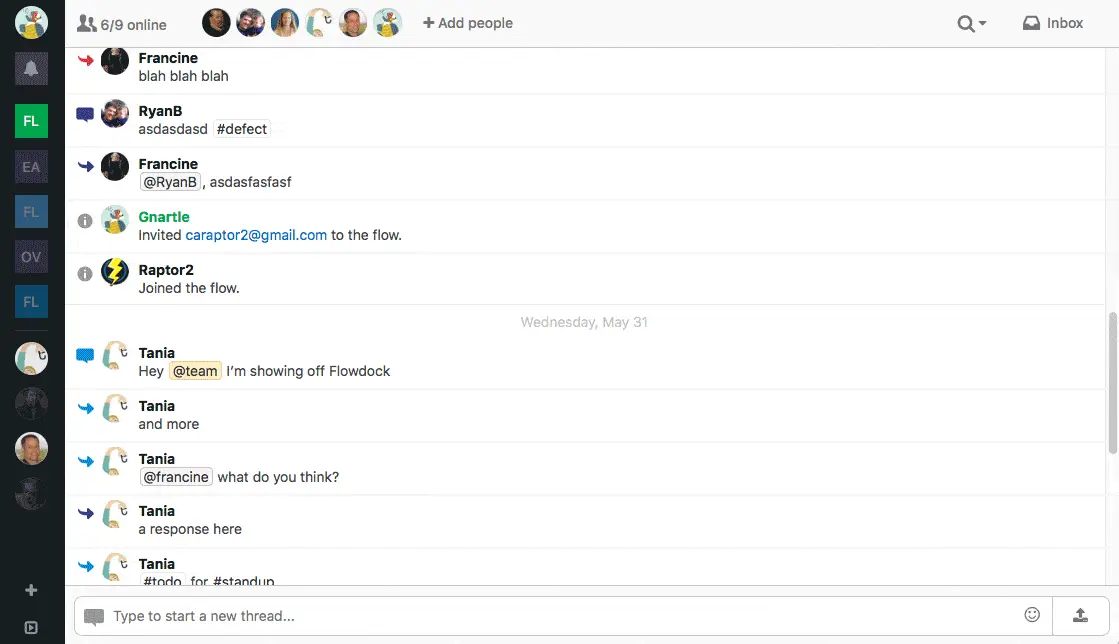 6/9 online
Add people
Inbox
FL
EA
FL
OV
FL
Francine
blah blah blah
RyanB
asdasdasd #defect
Francine
@RyanB , asdasfasfasf
Gnartle
Invited caraptor2@gmail.com to the flow.
Raptor2
Joined the flow.
Wednesday, May 31
Tania
Hey @team I'm showing off Flowdock
Tania
and more
Tania
@francine what do you think?
Tania
a response here
Tania
#todo for #standup
Type to start a new thread...